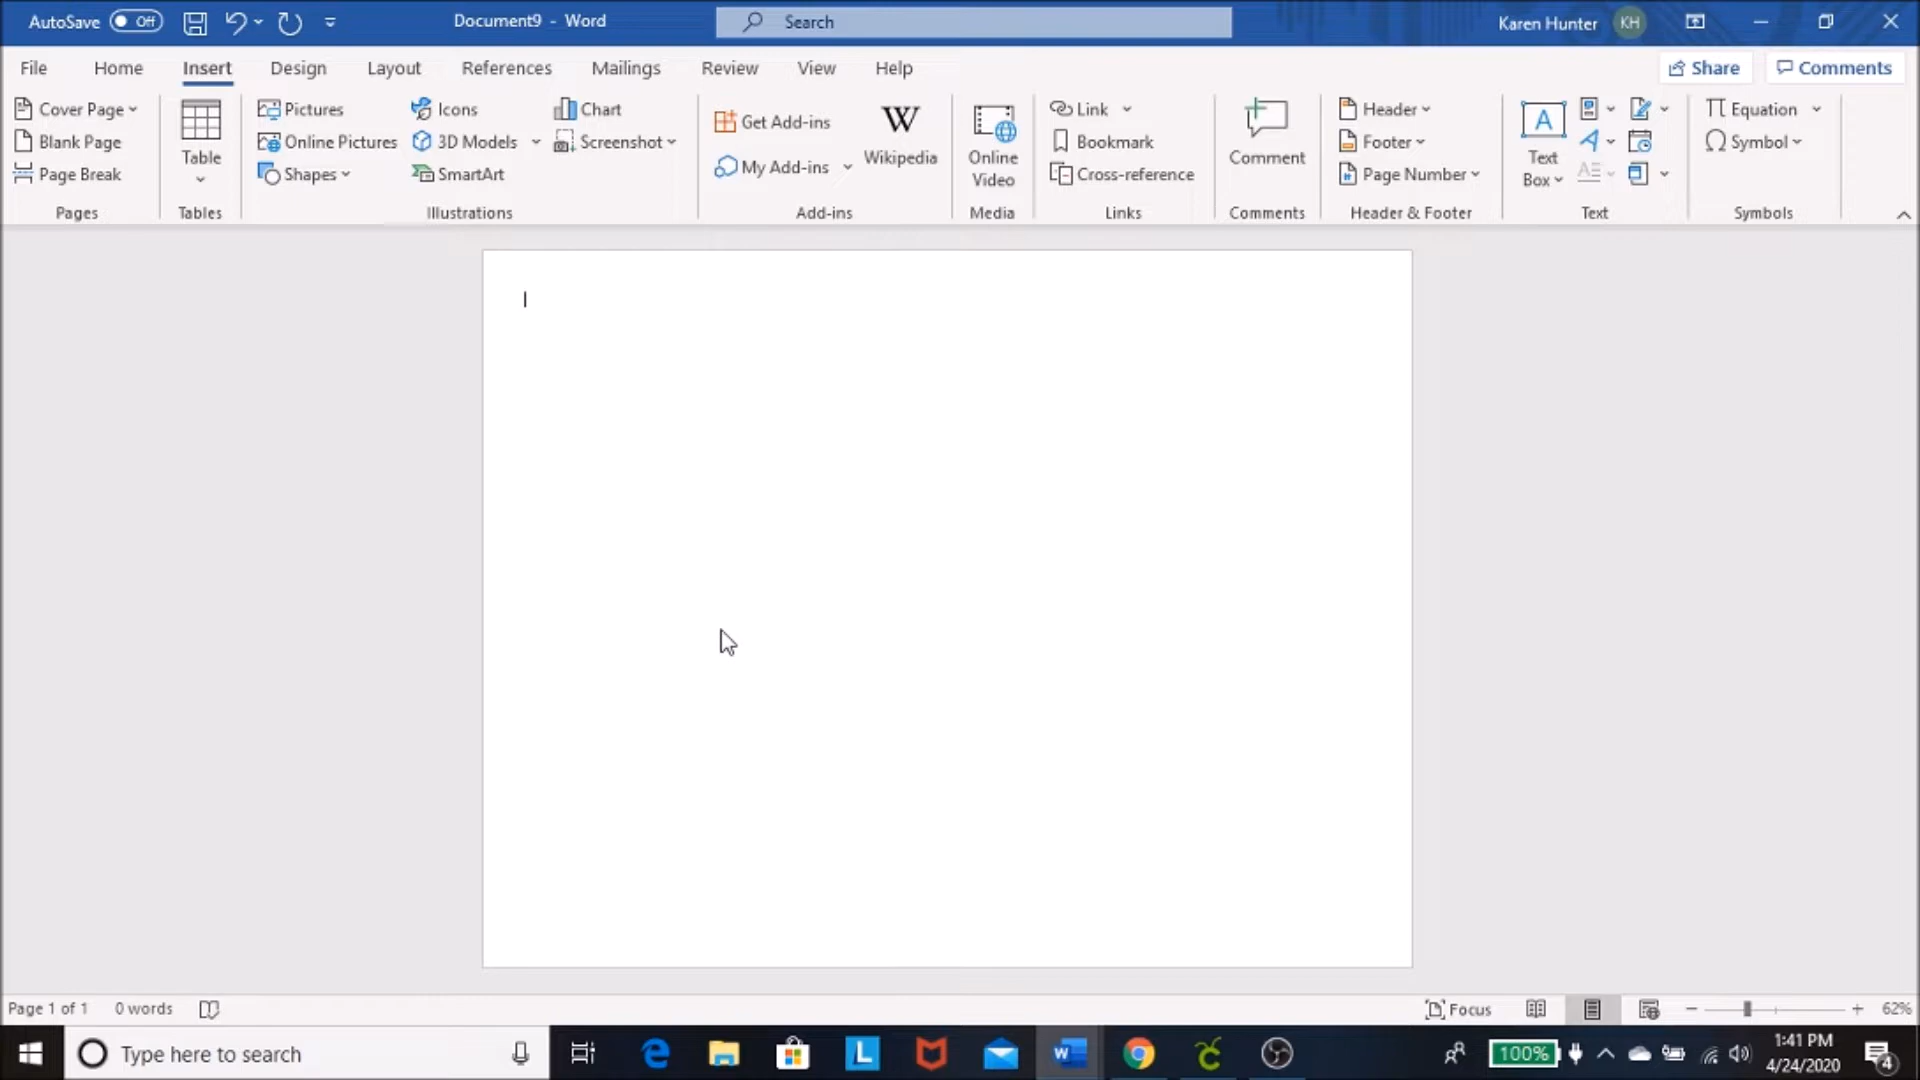 AutoSave Off Document9 - Word Search Karen Hunter KH
File Home Insert Design Layout References Mailings Review View Help Share Comments
Cover Page
Blank Page
Page Break
Pages
Table
Tables
Pictures
Online Pictures
Shapes
Icons
3D Models
SmartArt
Chart
Screenshot
Illustrations
Get Add-ins
My Add-ins
W
Wikipedia
Add-ins
Online
Video
Media
Link
Bookmark
Cross-reference
Links
Comment
Comments
Header
Footer
Page Number
Header & Footer
A
Text
Box
Text
Equation
Symbol
Symbols
Page 1 of 1 0 words Focus 62%
Type here to search L W 100% 1:41 PM
4/24/2020 4